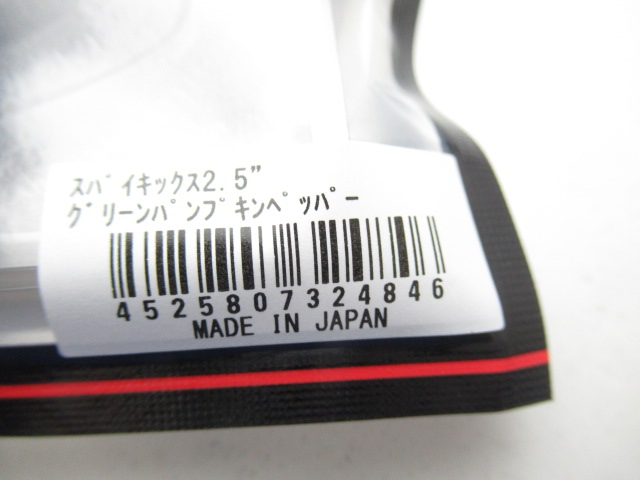 ｽﾊﾟｲｷｯｸｽ2.5"
ｸﾞﾘｰﾝﾊﾟﾝﾌﾟｷﾝﾍﾟｯﾊﾟｰ
4525807324846
MADE IN JAPAN